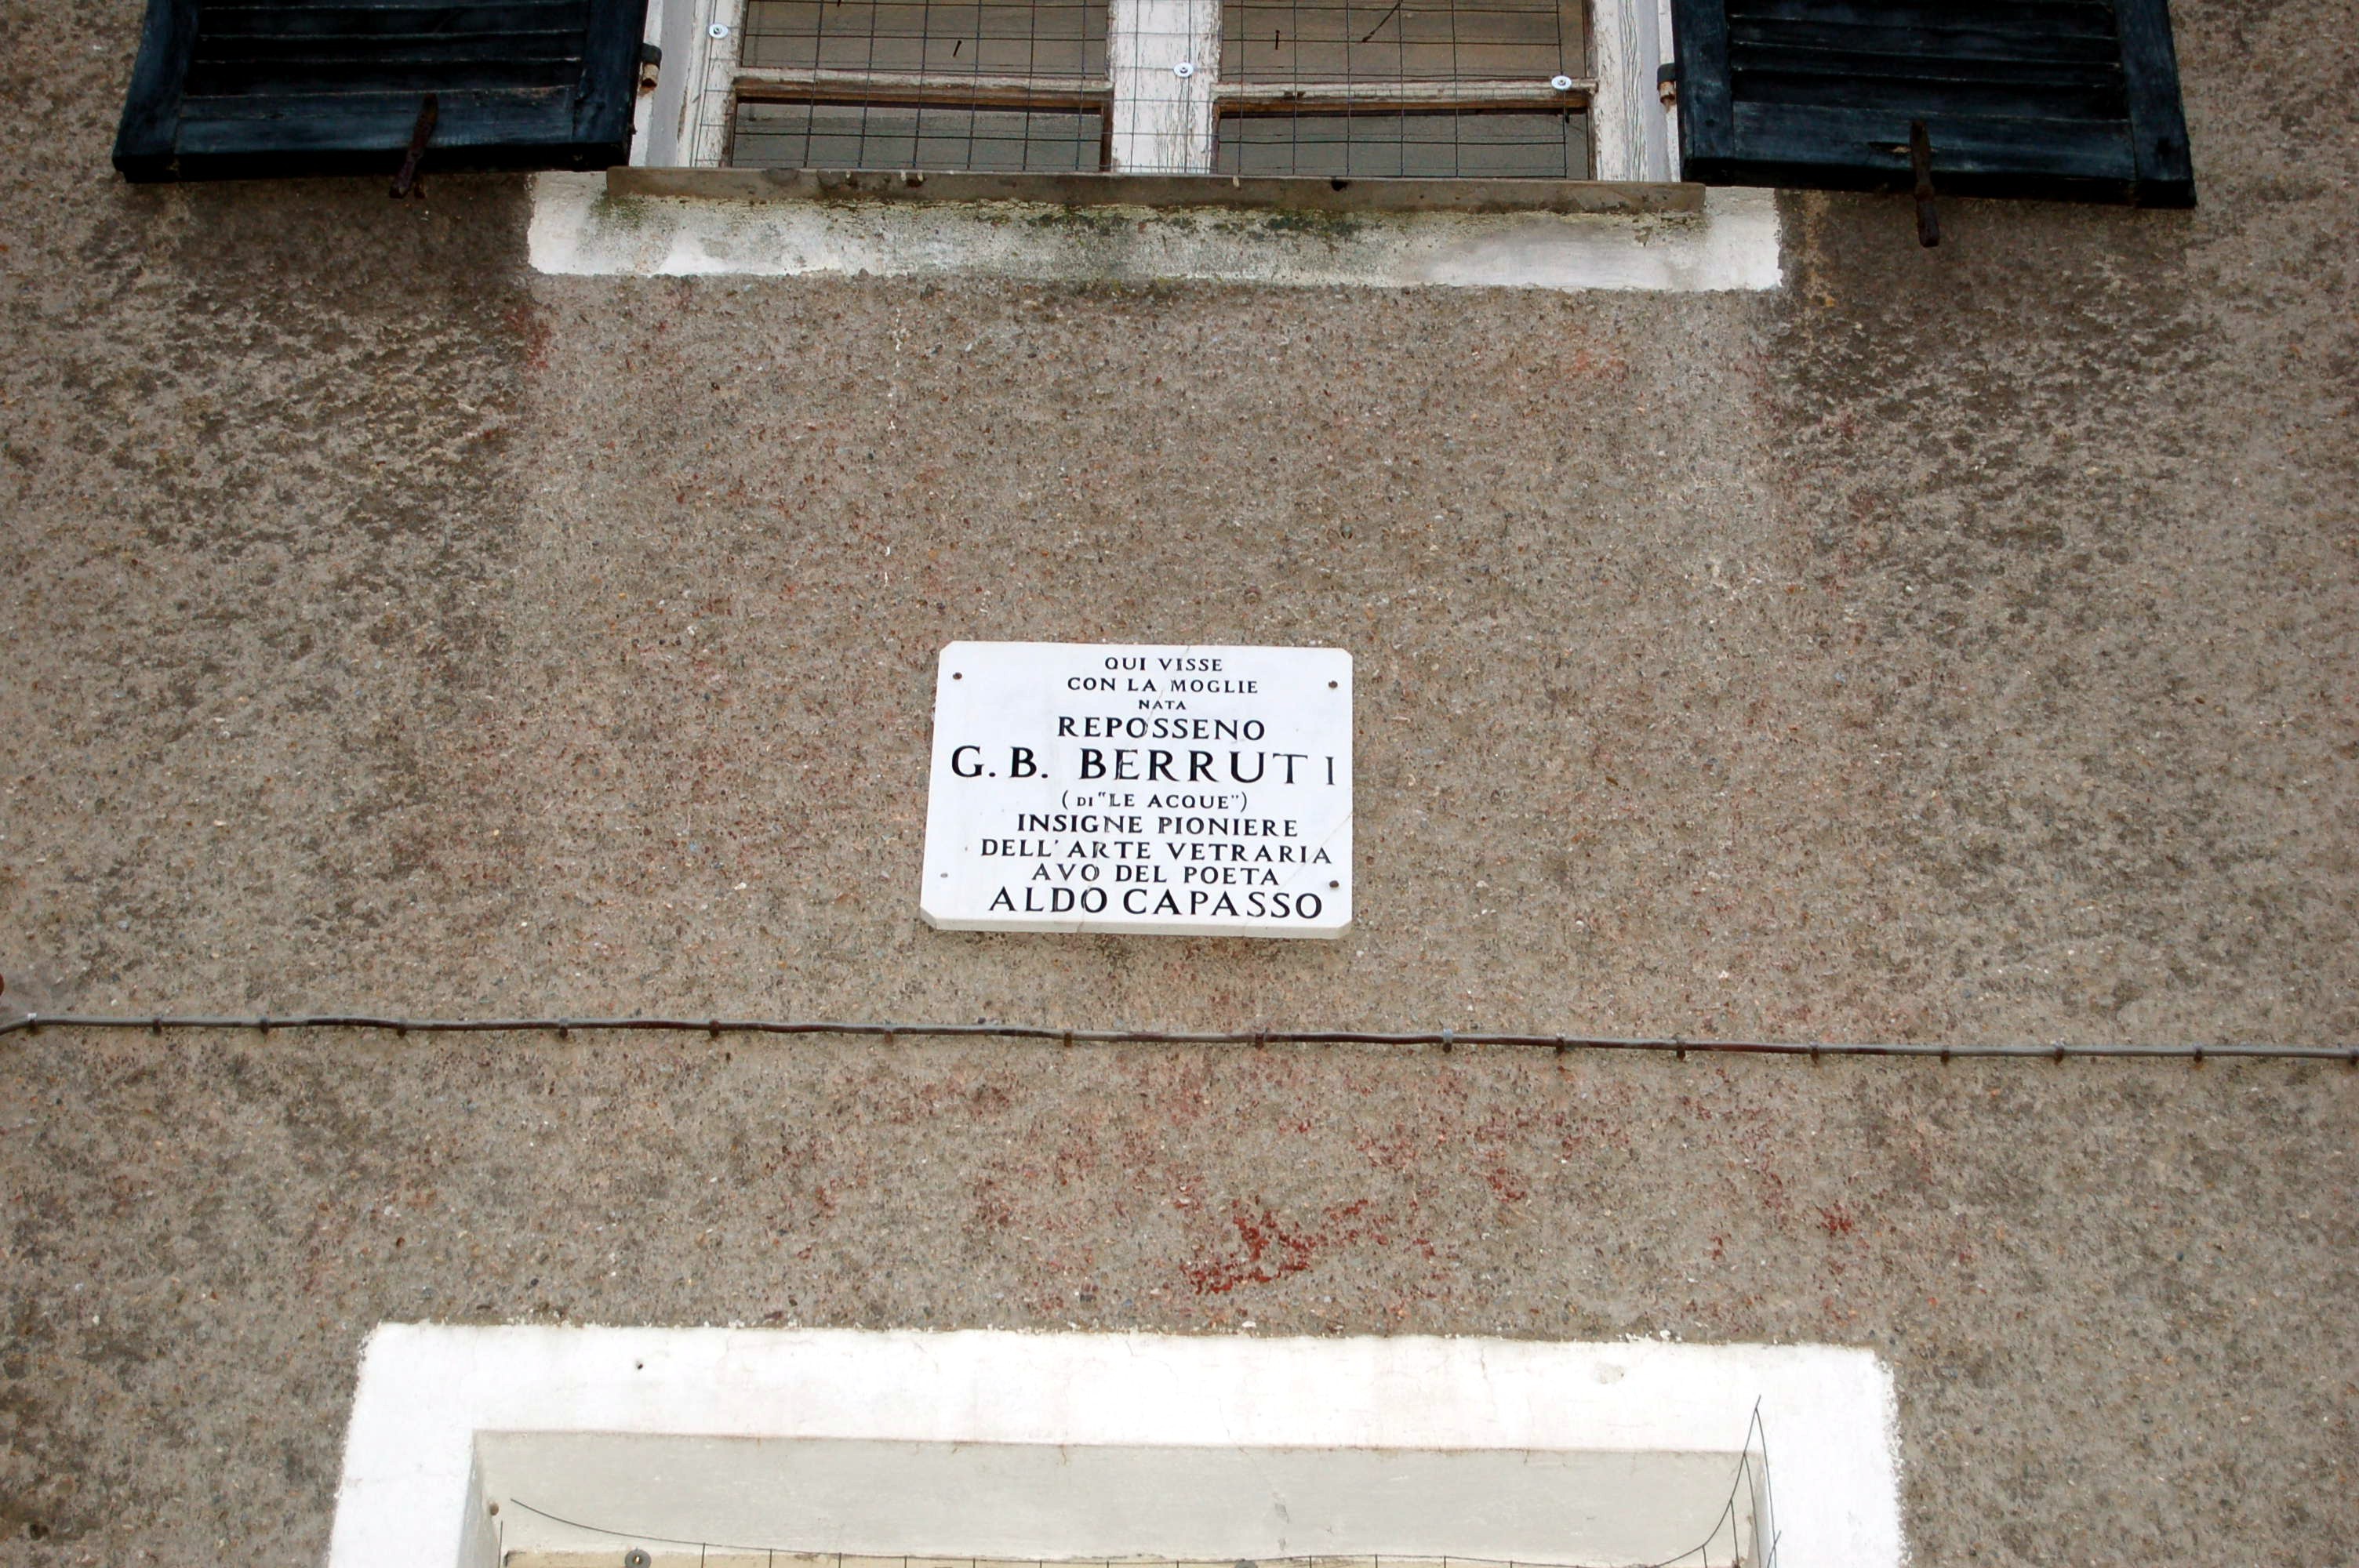 QUI VISSE
CON LA MOGLIE
NATA
REPOSSENO
G. B. BERRUTI
( DI "LE ACQUE")
INSIGNE PIONIERE
DELL'ARTE VETRARIA
AVO DEL POETA
ALDO CAPASSO